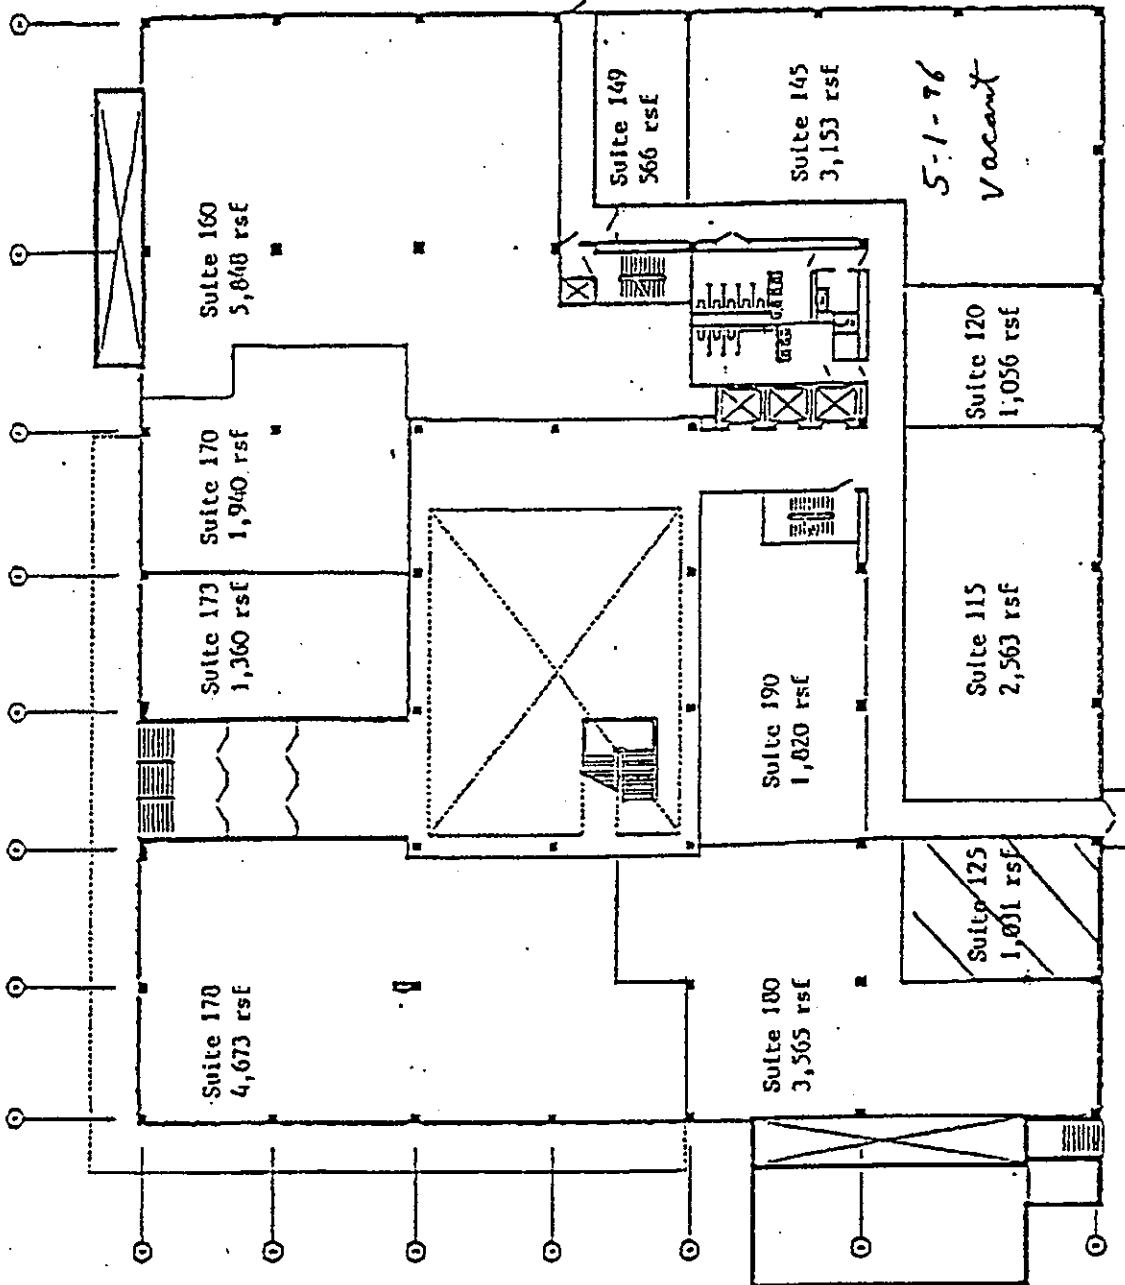 Suite 160
5,848 rsf
Suite 149
566 rsf
Suite 145
3,153 rsf
5-1-96
vacant
Suite 170
1,940 rsf
Suite 120
1,056 rsf
Suite 173
1,360 rsf
Suite 190
1,820 rsf
Suite 115
2,563 rsf
Suite 178
4,673 rsf
Suite 180
3,565 rsf
Suite 125
1,031 rsf